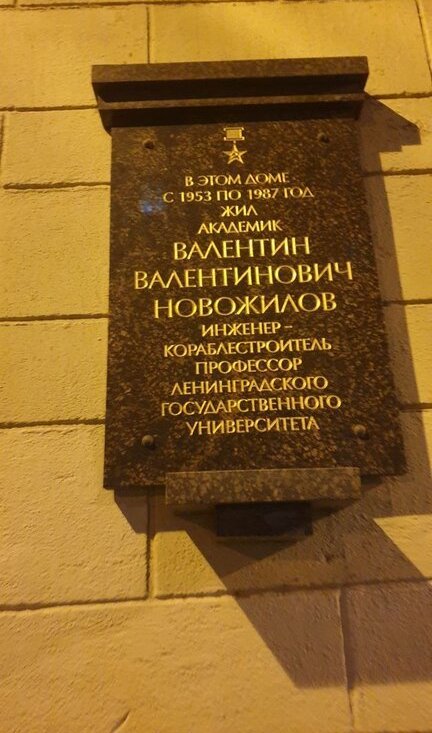 В ЭТОМ ДОМЕ
С 1953 ПО 1987 ГОД
ЖИЛ
АКАДЕМИК
ВАЛЕНТИН
ВАЛЕНТИНОВИЧ
НОВОЖИЛОВ
ИНЖЕНЕР –
КОРАБЛЕСТРОИТЕЛЬ
ПРОФЕССОР
ЛЕНИНГРАДСКОГО
ГОСУДАРСТВЕННОГО
УНИВЕРСИТЕТА